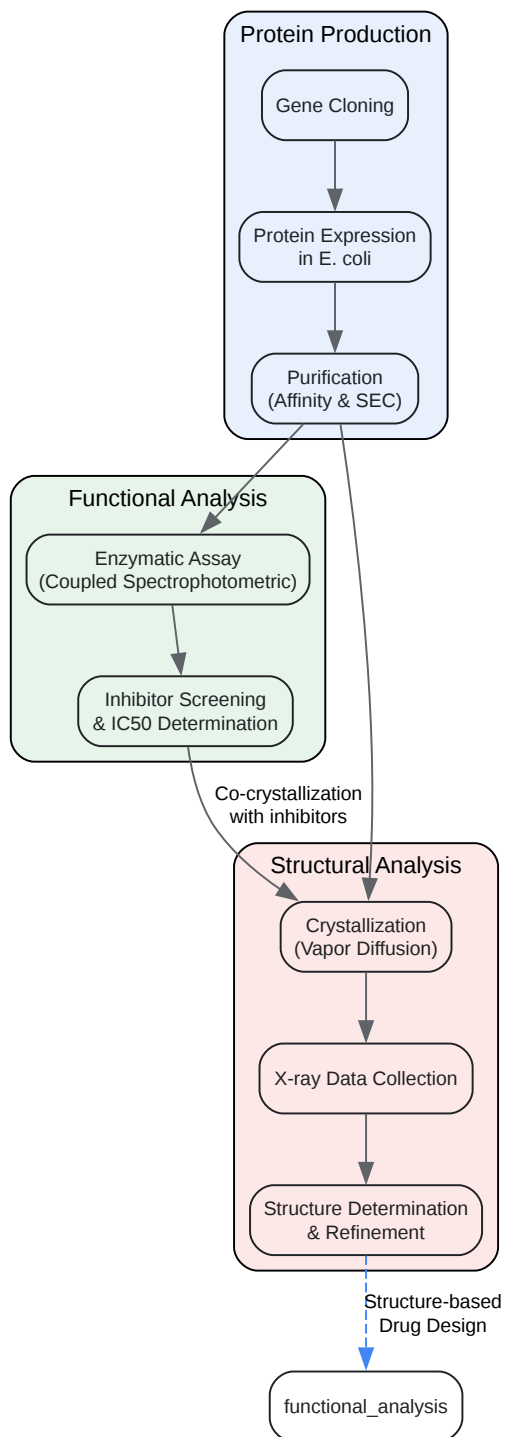 Protein Production
Gene Cloning
Protein Expression
in E. coli
Purification
(Affinity & SEC)
Functional Analysis
Enzymatic Assay
(Coupled Spectrophotometric)
Inhibitor Screening
& IC50 Determination
Co-crystallization
with inhibitors
Structural Analysis
Crystallization
(Vapor Diffusion)
X-ray Data Collection
Structure Determination
& Refinement
Structure-based
Drug Design
functional_analysis